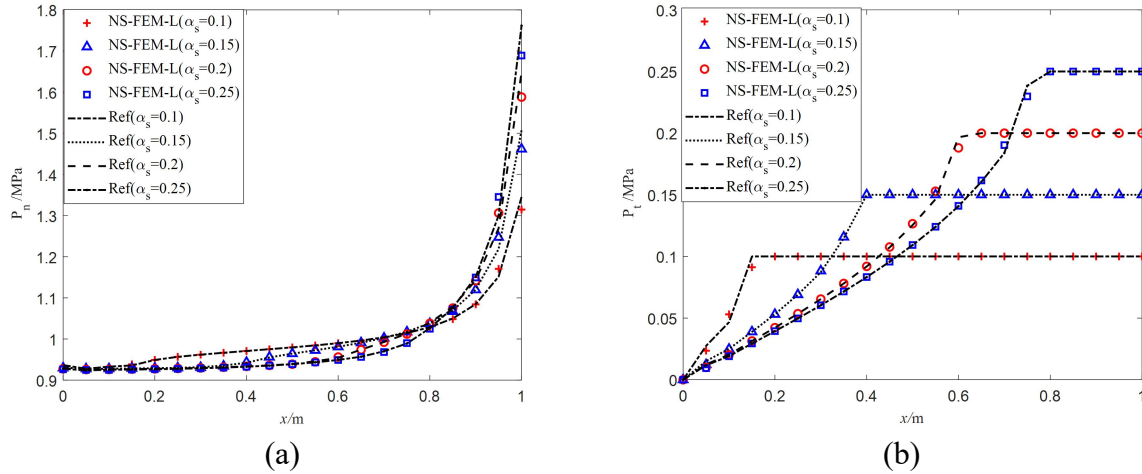 1.8
1.7
1.6
1.5
1.4
1.3
1.2
1.1
1
0.9
P_n /MPa
NS-FEM-L(α_s=0.1)
NS-FEM-L(α_s=0.15)
NS-FEM-L(α_s=0.2)
NS-FEM-L(α_s=0.25)
Ref(α_s=0.1)
Ref(α_s=0.15)
Ref(α_s=0.2)
Ref(α_s=0.25)
0 0.2 0.4 0.6 0.8 1
x/m
(a)
0.3
0.25
0.2
0.15
0.1
0.05
0
P_t /MPa
NS-FEM-L(α_s=0.1)
NS-FEM-L(α_s=0.15)
NS-FEM-L(α_s=0.2)
NS-FEM-L(α_s=0.25)
Ref(α_s=0.1)
Ref(α_s=0.15)
Ref(α_s=0.2)
Ref(α_s=0.25)
0 0.2 0.4 0.6 0.8 1
x/m
(b)